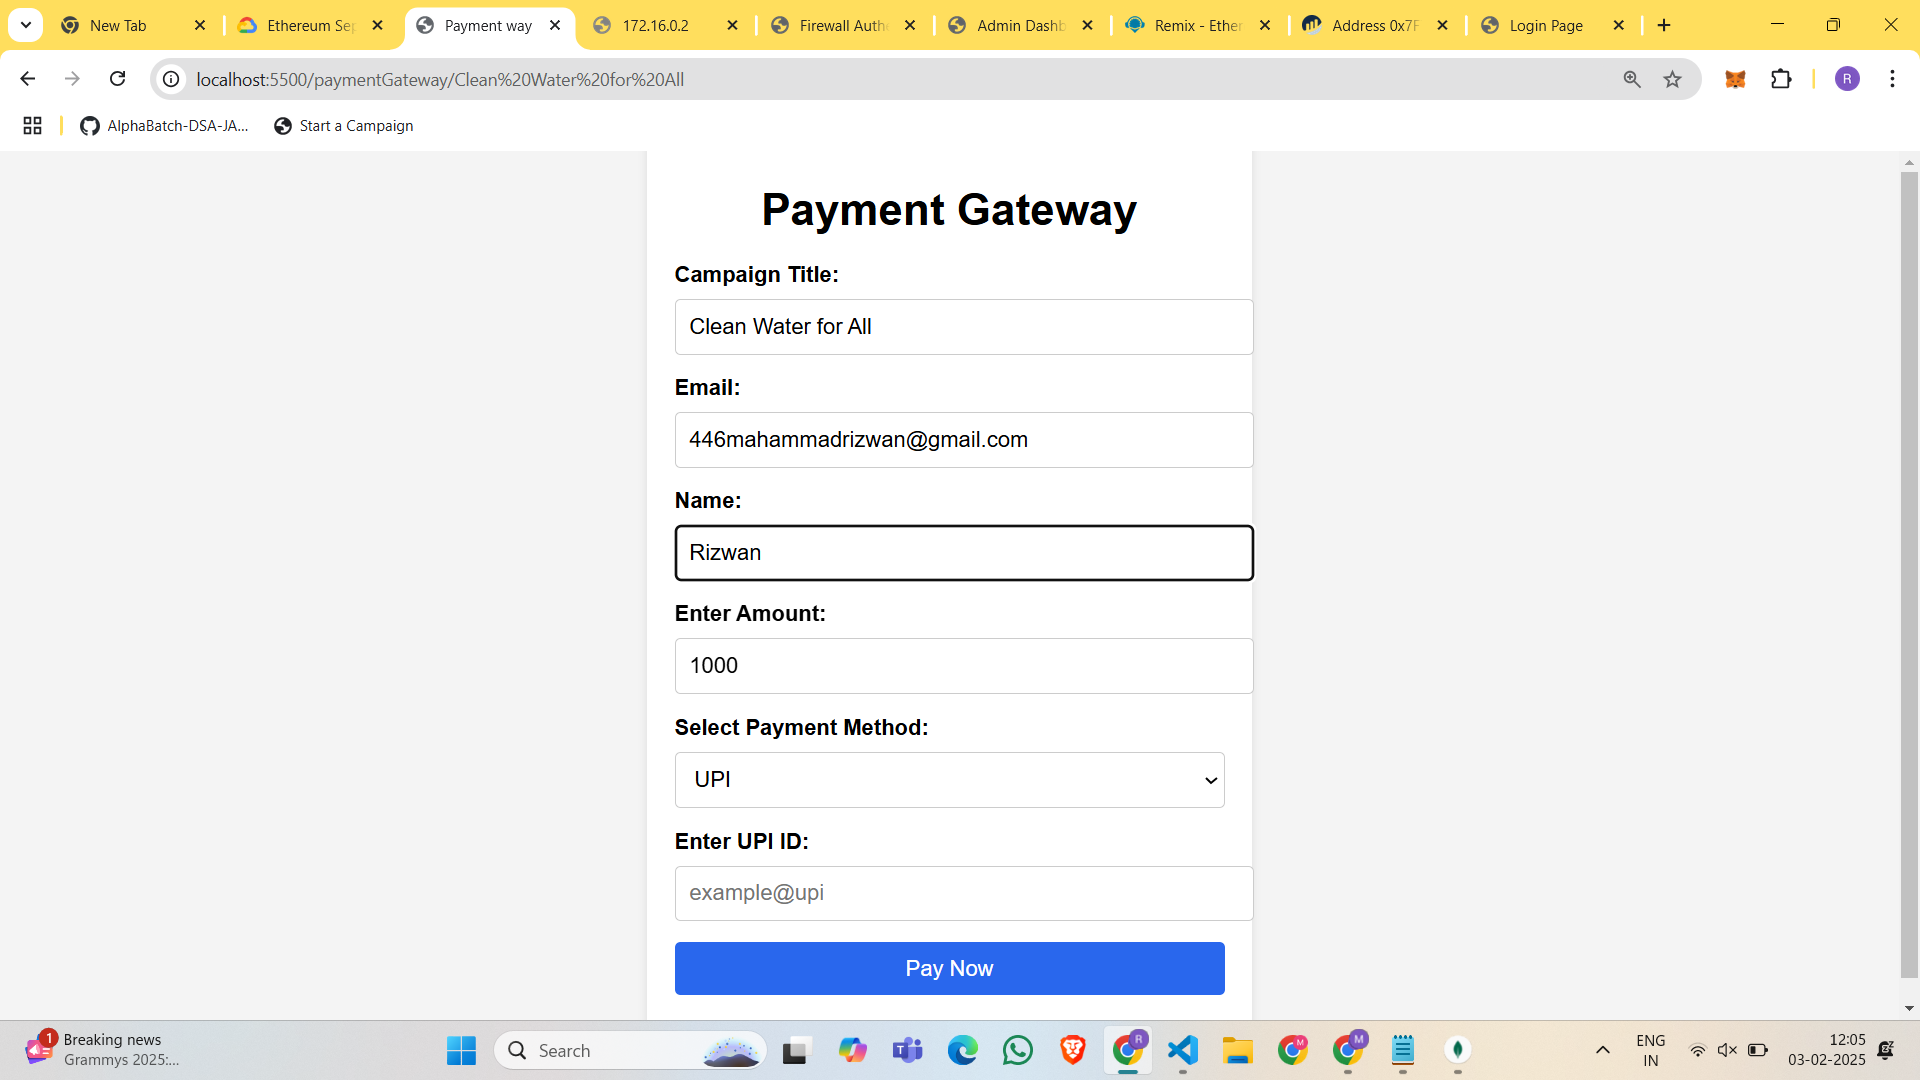 New Tab
Ethereum Sep
Payment way
172.16.0.2
Firewall Authe
Admin Dashb
Remix - Ether
Address 0x7F
Login Page
localhost:5500/paymentGateway/Clean%20Water%20for%20All
R
AlphaBatch-DSA-JA...
Start a Campaign
Payment Gateway
Campaign Title:
Clean Water for All
Email:
446mahammadrizwan@gmail.com
Name:
Rizwan
Enter Amount:
1000
Select Payment Method:
UPI
Enter UPI ID:
example@upi
Pay Now
1
Breaking news
Grammys 2025:...
Search
R
M
M
ENG
IN
12:05
03-02-2025